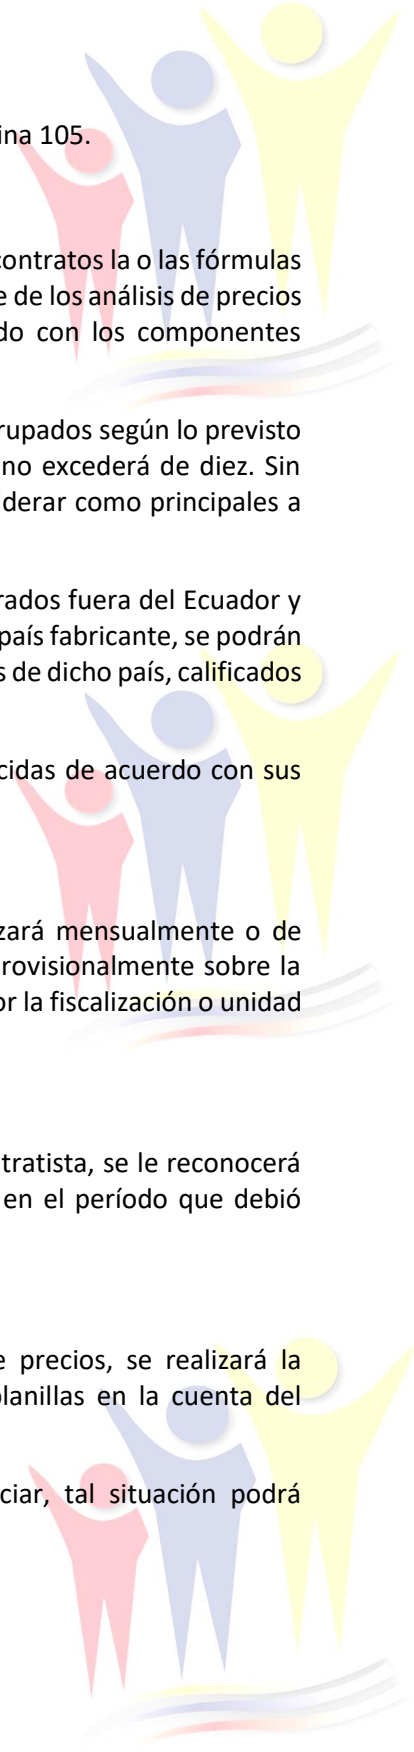 ina 105.
contratos la o las fórmulas
e de los análisis de precios
do con los componentes
rupados según lo previsto
no excederá de diez. Sin
derar como principales a
rados fuera del Ecuador y
país fabricante, se podrán
s de dicho país, calificados
cidas de acuerdo con sus
zará mensualmente o de
rovisionalmente sobre la
or la fiscalización o unidad
tratista, se le reconocerá
en el período que debió
e precios, se realizará la
planillas en la cuenta del
ciar, tal situación podrá